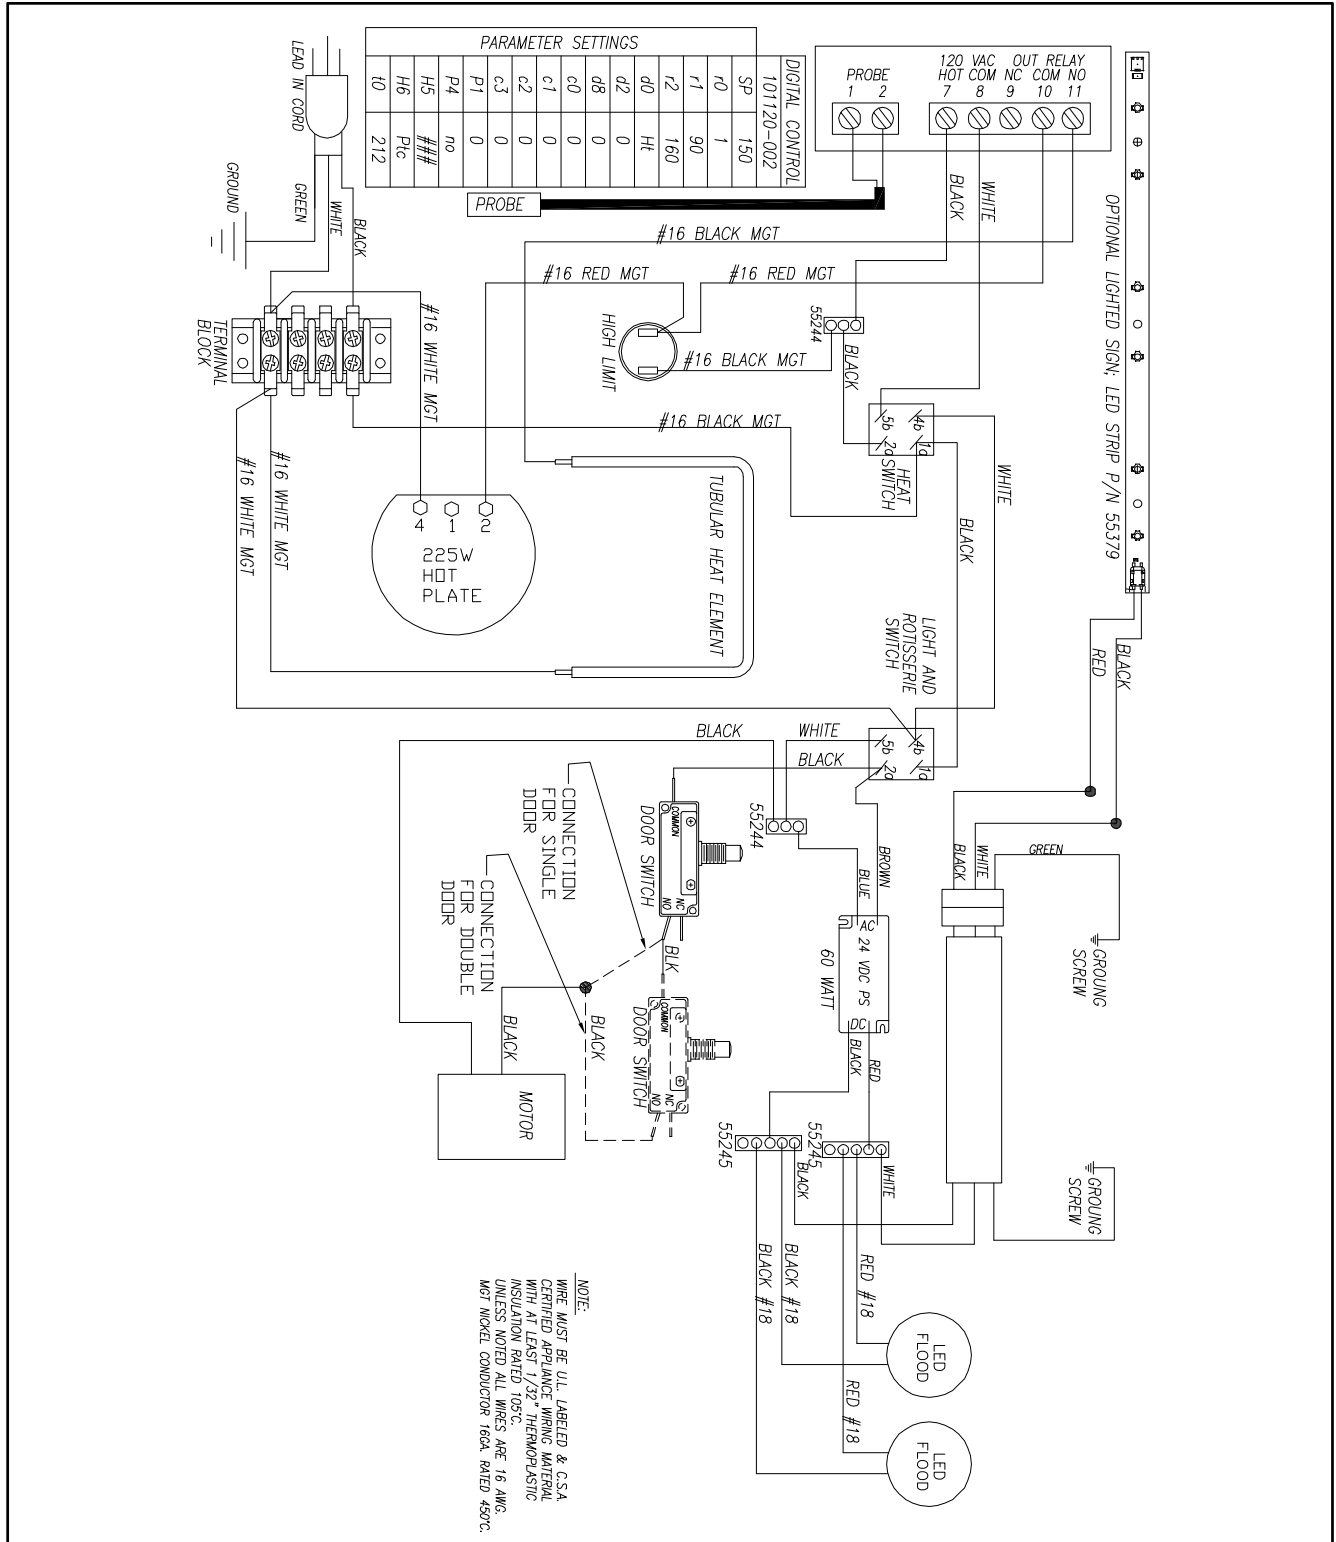 LEAD IN CORD
GROUND
GREEN
WHITE
BLACK
PARAMETER SETTINGS
DIGITAL CONTROL
101120-002
SP 150
r0 1
r1 90
r2 160
d0 Ht
d2 0
d8 0
c0 0
c1 0
c2 0
c3 0
P1 0
P4 no
H5 ###
H6 Ptc
t0 212
PROBE
1 2
120 VAC OUT RELAY
HOT COM NC COM NO
7 8 9 10 11
PROBE
BLACK
WHITE
OPTIONAL LIGHTED SIGN; LED STRIP P/N 55379
#16 BLACK MGT
#16 RED MGT
#16 RED MGT
HIGH LIMIT
#16 BLACK MGT
55244
BLACK
#16 BLACK MGT
5b 4b
2a 1a
HEAT
SWITCH
WHITE
BLACK
TERMINAL
BLOCK
#16 WHITE MGT
#16 WHITE MGT
#16 WHITE MGT
4 1 2
225W
HOT
PLATE
TUBULAR HEAT ELEMENT
LIGHT AND
ROTISSERIE
SWITCH
BLACK
RED
BLACK
WHITE
BLACK
5b 4b
2a 1a
55244
CONNECTION
FOR SINGLE
DOOR
CONNECTION
FOR DOUBLE
DOOR
COMMON
NO NC
DOOR SWITCH
BLK
COMMON
NO NC
DOOR SWITCH
BLACK
BLACK
MOTOR
BROWN
BLUE
AC
24 VDC PS
DC
60 WATT
BLACK
RED
BLACK
WHITE
GREEN
GROUNG
SCREW
GROUNG
SCREW
55245
55245
BLACK
WHITE
BLACK #18
BLACK #18
RED #18
RED #18
LED
FLOOD
LED
FLOOD
NOTE:
WIRE MUST BE U.L. LABELED & C.S.A.
CERTIFIED APPLIANCE WIRING MATERIAL
WITH AT LEAST 1/32" THERMOPLASTIC
INSULATION RATED 105°C.
UNLESS NOTED ALL WIRES ARE 16 AWG.
MGT NICKEL CONDUCTOR 16GA. RATED 450°C.